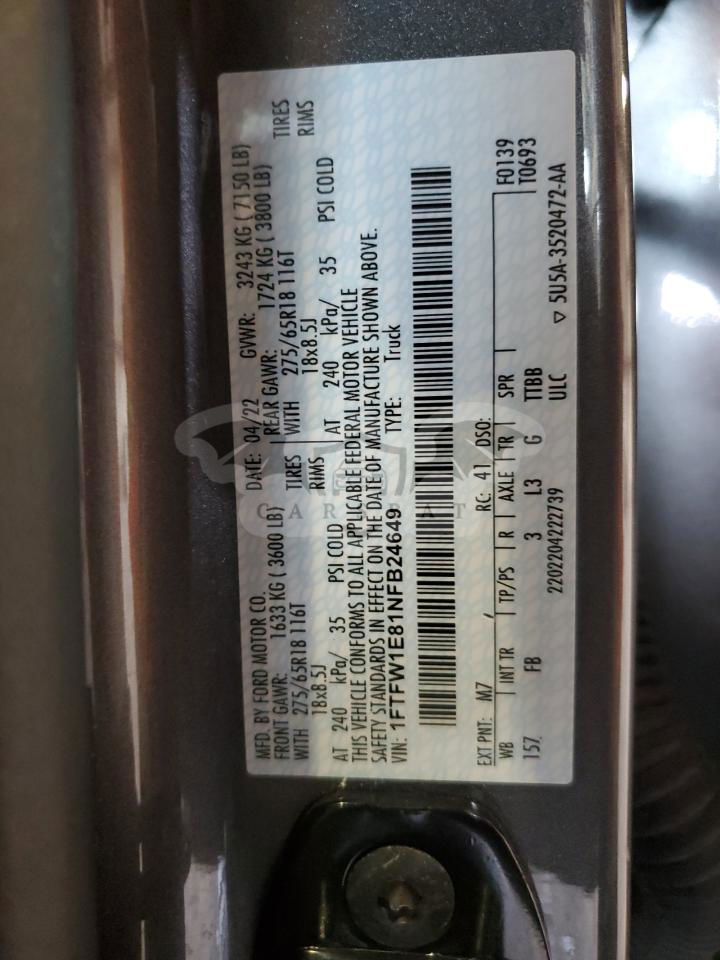 MFD. BY FORD MOTOR CO.
DATE: 04/22 GVWR: 3243 KG ( 7150 LB)
FRONT GAWR: 1633 KG ( 3600 LB)
REAR GAWR: 1724 KG ( 3800 LB)
WITH 275/65R18 116T TIRES
WITH 275/65R18 116T TIRES
18x8.5J RIMS
18x8.5J RIMS
AT 240 kPa/ 35 PSI COLD
AT 240 kPa/ 35 PSI COLD
THIS VEHICLE CONFORMS TO ALL APPLICABLE FEDERAL MOTOR VEHICLE
SAFETY STANDARDS IN EFFECT ON THE DATE OF MANUFACTURE SHOWN ABOVE.
VIN: 1FTFW1E81NFB24649 TYPE: Truck
EXT PNT: M7 , RC: 41 DSO: F0139
WB INT TR TP/PS R AXLE TR SPR T0693
157. FB 3 L3 G TTBB
2202204222739 ULC ▽ 5U5A-3520472-AA
CARABAT